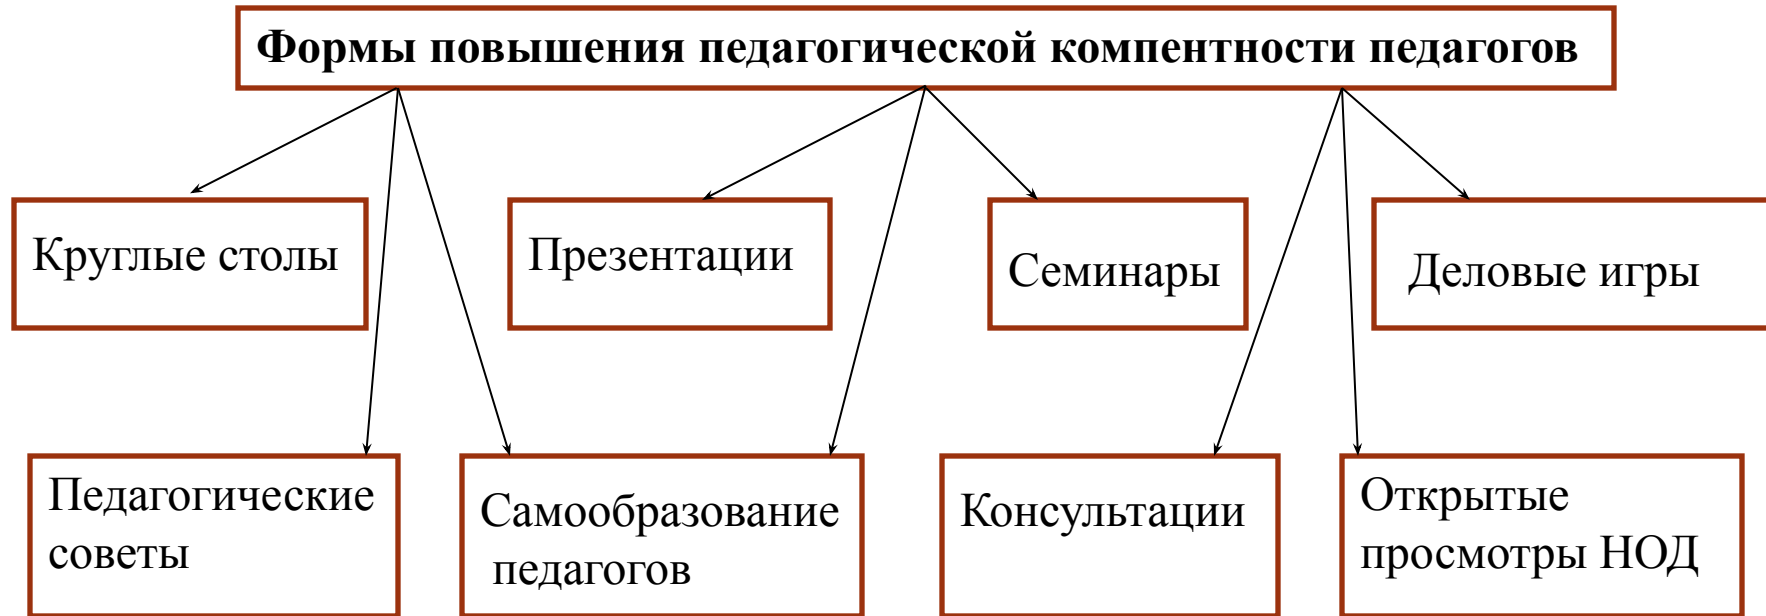 Формы повышения педагогической компентности педагогов
Круглые столы
Презентации
Семинары
Деловые игры
Педагогические
советы
Самообразование
педагогов
Консультации
Открытые
просмотры НОД